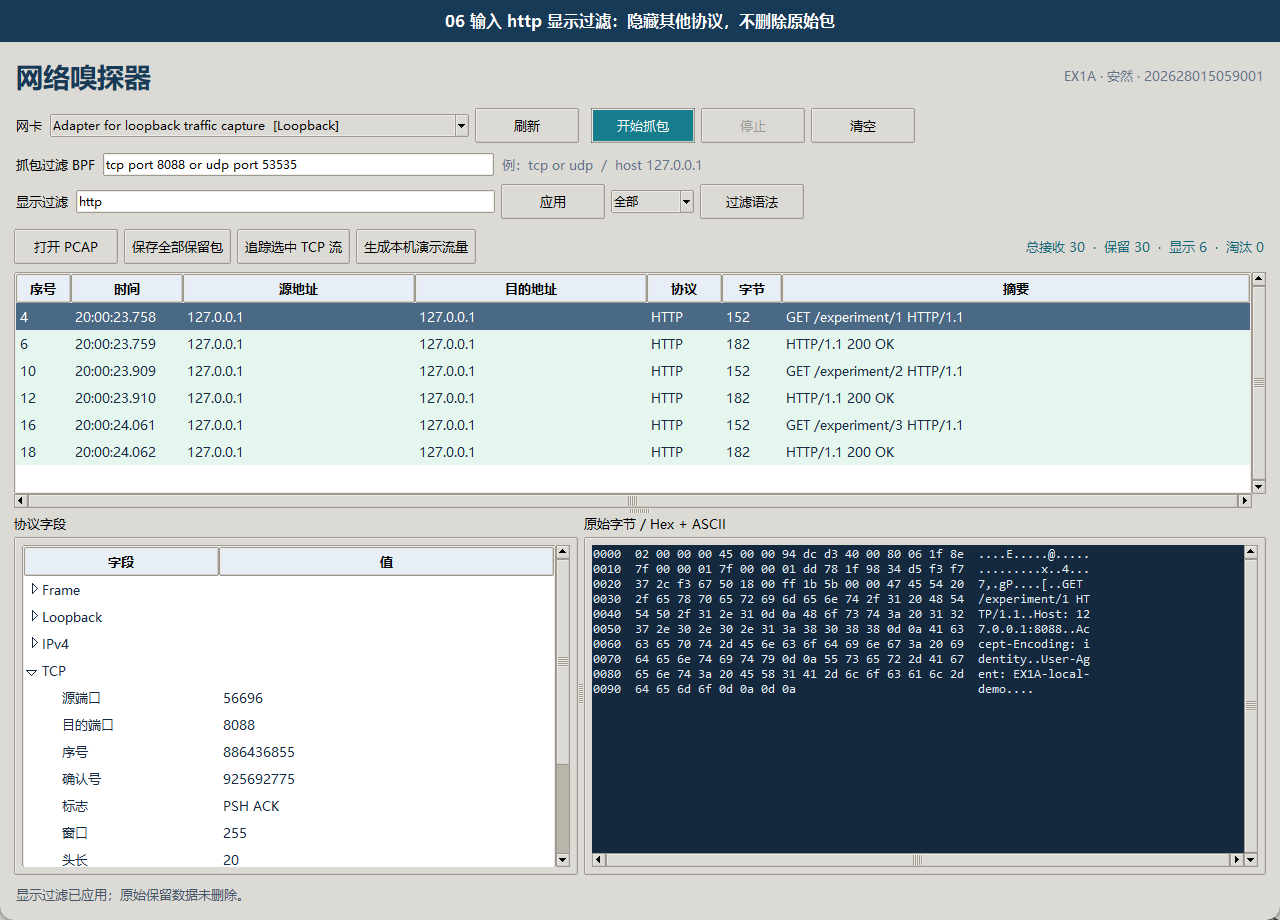 06 输入 http 显示过滤：隐藏其他协议，不删除原始包
网络嗅探器
EX1A · 安然 · 202628015059001
网卡 Adapter for loopback traffic capture [Loopback] 刷新 开始抓包 停止 清空
抓包过滤 BPF tcp port 8088 or udp port 53535 例：tcp or udp / host 127.0.0.1
显示过滤 http 应用 全部 过滤语法
打开 PCAP 保存全部保留包 追踪选中 TCP 流 生成本机演示流量 总接收 30 · 保留 30 · 显示 6 · 淘汰 0
序号 时间 源地址 目的地址 协议 字节 摘要
4 20:00:23.758 127.0.0.1 127.0.0.1 HTTP 152 GET /experiment/1 HTTP/1.1
6 20:00:23.759 127.0.0.1 127.0.0.1 HTTP 182 HTTP/1.1 200 OK
10 20:00:23.909 127.0.0.1 127.0.0.1 HTTP 152 GET /experiment/2 HTTP/1.1
12 20:00:23.910 127.0.0.1 127.0.0.1 HTTP 182 HTTP/1.1 200 OK
16 20:00:24.061 127.0.0.1 127.0.0.1 HTTP 152 GET /experiment/3 HTTP/1.1
18 20:00:24.062 127.0.0.1 127.0.0.1 HTTP 182 HTTP/1.1 200 OK
协议字段
字段 值
Frame
Loopback
IPv4
TCP
源端口 56696
目的端口 8088
序号 886436855
确认号 925692775
标志 PSH ACK
窗口 255
头长 20
原始字节 / Hex + ASCII
0000 02 00 00 00 45 00 00 94 dc d3 40 00 80 06 1f 8e ....E.....@.....
0010 7f 00 00 01 7f 00 00 01 dd 78 1f 98 34 d5 f3 f7 .........x..4...
0020 37 2c f3 67 50 18 00 ff 1b 5b 00 00 47 45 54 20 7,.gP....[..GET
0030 2f 65 78 70 65 72 69 6d 65 6e 74 2f 31 20 48 54 /experiment/1 HT
0040 54 50 2f 31 2e 31 0d 0a 48 6f 73 74 3a 20 31 32 TP/1.1..Host: 12
0050 37 2e 30 2e 30 2e 31 3a 38 30 38 38 0d 0a 41 63 7.0.0.1:8088..Ac
0060 63 65 70 74 2d 45 6e 63 6f 64 69 6e 67 3a 20 69 cept-Encoding: i
0070 64 65 6e 74 69 74 79 0d 0a 55 73 65 72 2d 41 67 dentity..User-Ag
0080 65 6e 74 3a 20 45 58 31 41 2d 6c 6f 63 61 6c 2d ent: EX1A-local-
0090 64 65 6d 6f 0d 0a 0d 0a demo....
显示过滤已应用；原始保留数据未删除。